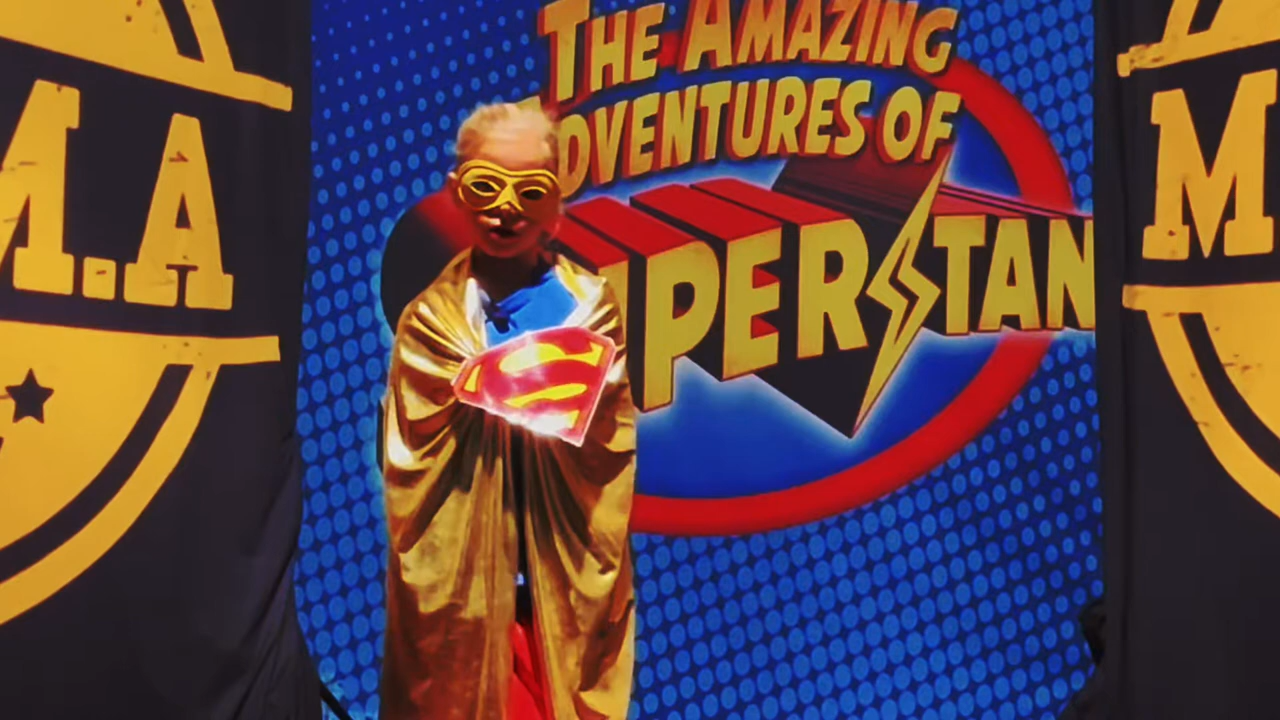 THE AMAZING
DVENTURES OF
PERSTAN
M.A
M
S